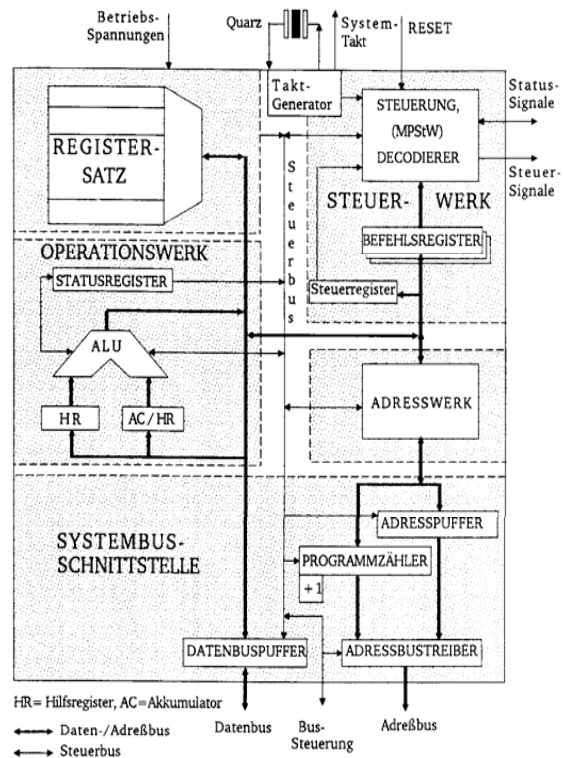 Betriebs-
Spannungen
Quarz
System-
Takt
RESET
Takt-
Generator
STEUERUNG,
(MPStW)
DECODIERER
Status-
Signale
Steuer-
Signale
REGISTER-
SATZ
Steuerbus
STEUER- WERK
BEFEHLSREGISTER
Steuerregister
OPERATIONSWERK
STATUSREGISTER
ALU
HR
AC/HR
ADRESSWERK
ADRESSPUFFER
PROGRAMMZÄHLER
+1
SYSTEMBUS-
SCHNITTSTELLE
DATENBUSPUFFER
ADRESSBUSTREIBER
HR= Hilfsregister, AC=Akkumulator
Daten-/Adreßbus
Steuerbus
Datenbus
Bus-
Steuerung
Adreßbus